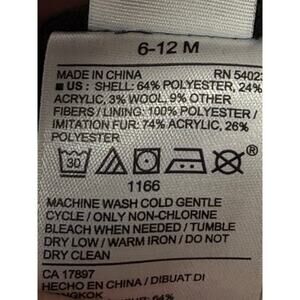 6-12 M
MADE IN CHINA RN 54023
US : SHELL: 64% POLYESTER, 24%
ACRYLIC, 3% WOOL, 9% OTHER
FIBERS / LINING: 100% POLYESTER /
IMITATION FUR: 74% ACRYLIC, 26%
POLYESTER
30 ®
1166
MACHINE WASH COLD GENTLE
CYCLE / ONLY NON-CHLORINE
BLEACH WHEN NEEDED / TUMBLE
DRY LOW / WARM IRON / DO NOT
DRY CLEAN
CA 17897
HECHO EN CHINA / DIBUAT DI
64%